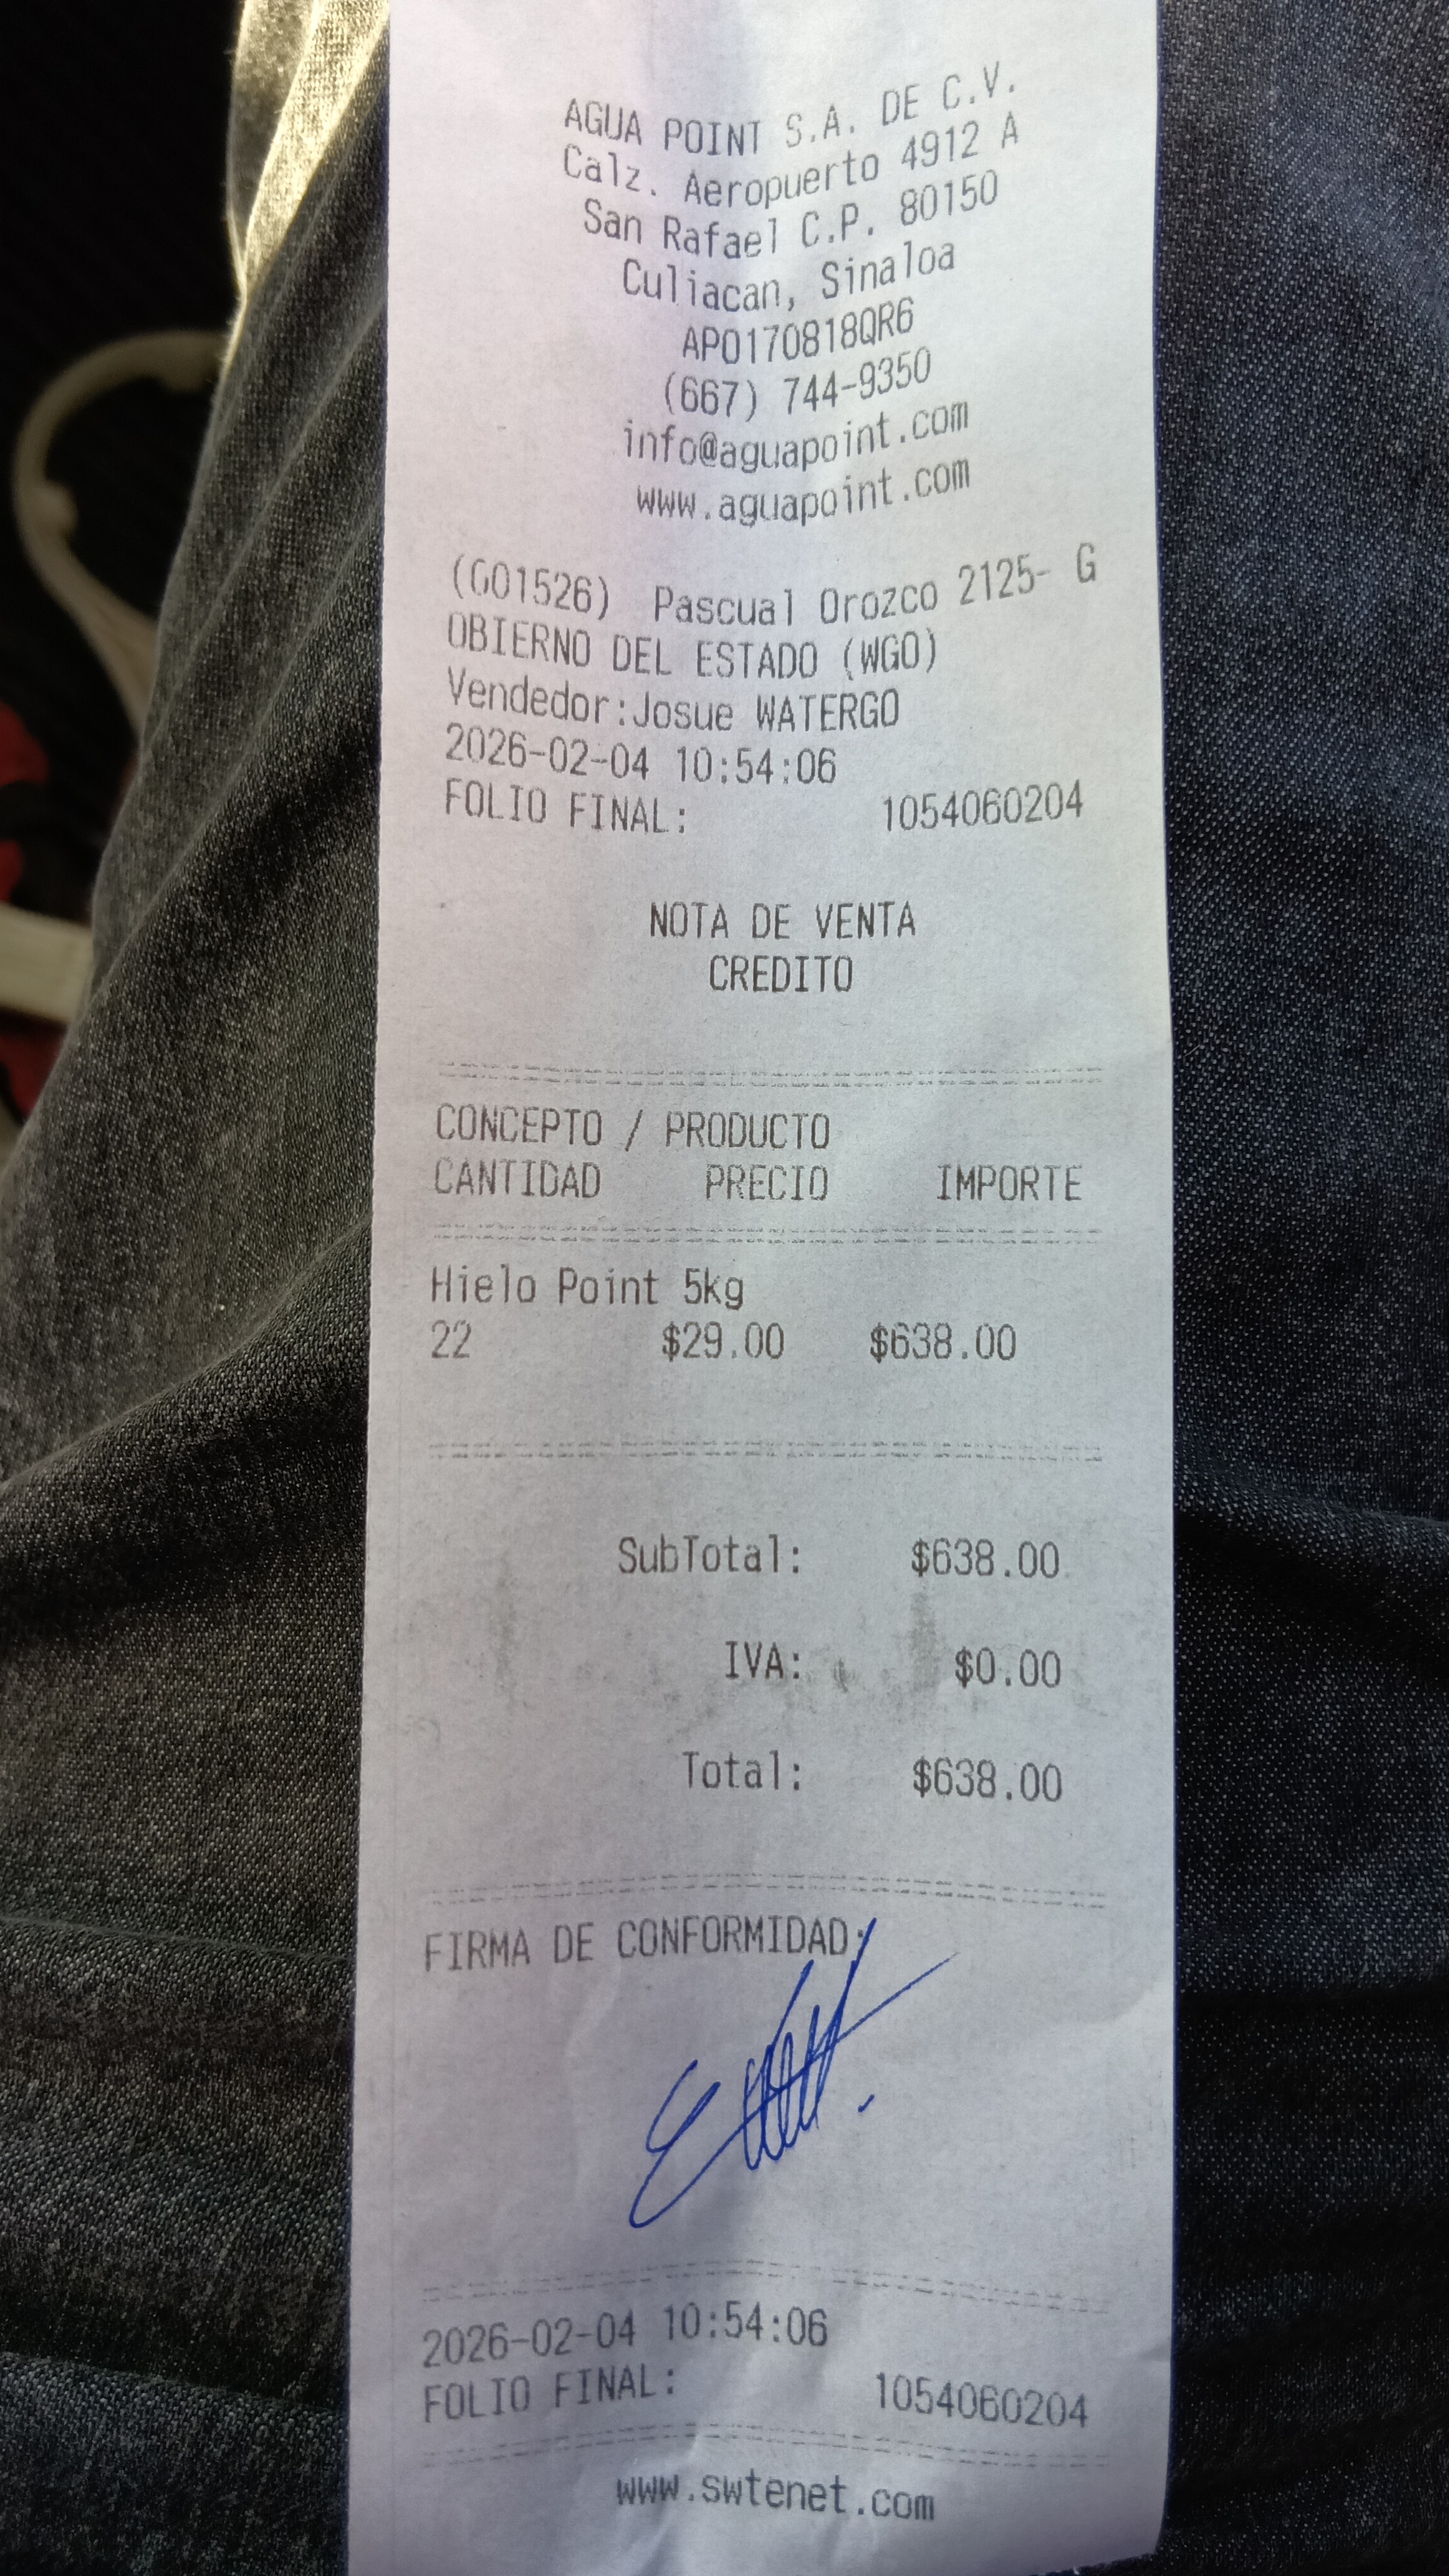 AGUA POINT S.A. DE C.V.
Calz. Aeropuerto 4912 A
San Rafael C.P. 80150
Culiacan, Sinaloa
APO170818QR6
(667) 744-9350
info@aguapoint.com
www.aguapoint.com
(G01526) Pascual Orozco 2125- G
OBIERNO DEL ESTADO (WGO)
Vendedor:Josue WATERGO
2026-02-04 10:54:06
FOLIO FINAL: 1054060204
NOTA DE VENTA
CREDITO
CONCEPTO / PRODUCTO
CANTIDAD PRECIO IMPORTE
Hielo Point 5kg
22 $29.00 $638.00
SubTotal: $638.00
IVA: $0.00
Total: $638.00
FIRMA DE CONFORMIDAD:
2026-02-04 10:54:06
FOLIO FINAL: 1054060204
www.swtenet.com